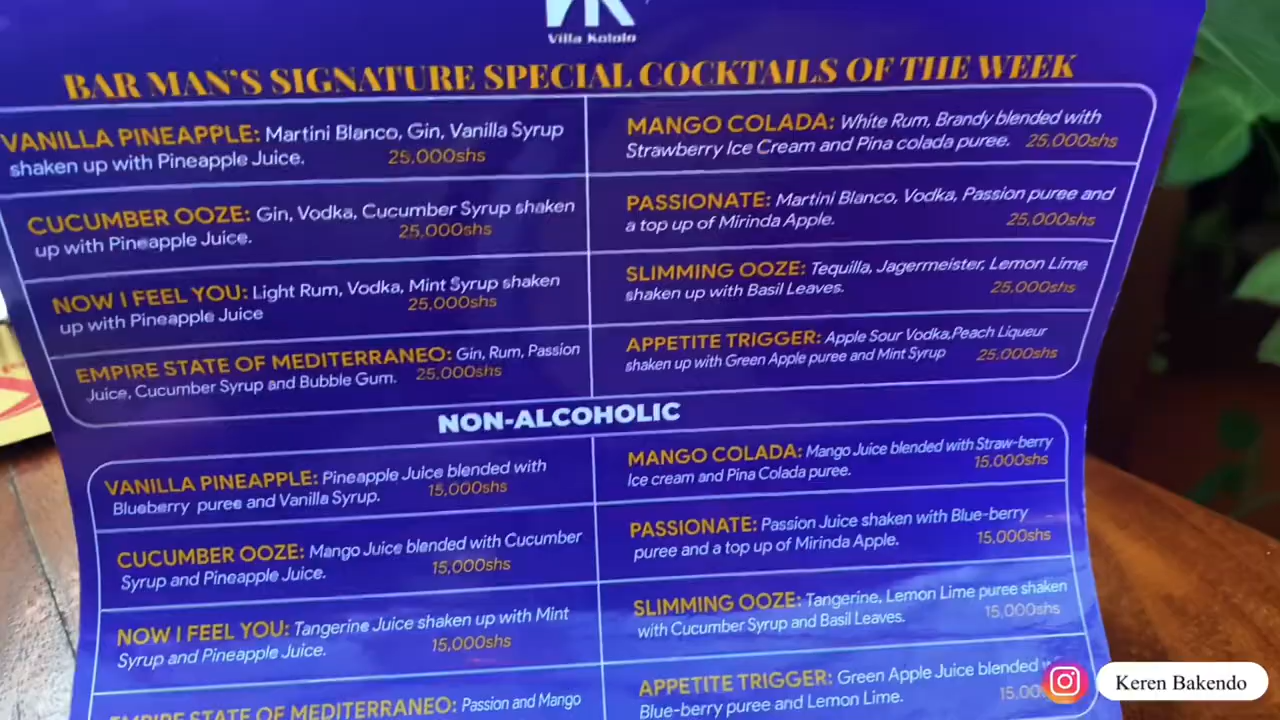 VK
Villa Kololo
BAR MAN'S SIGNATURE SPECIAL COCKTAILS OF THE WEEK
VANILLA PINEAPPLE: Martini Blanco, Gin, Vanilla Syrup
shaken up with Pineapple Juice. 25,000shs
CUCUMBER OOZE: Gin, Vodka, Cucumber Syrup shaken
up with Pineapple Juice. 25,000shs
NOW I FEEL YOU: Light Rum, Vodka, Mint Syrup shaken
up with Pineapple Juice 25,000shs
EMPIRE STATE OF MEDITERRANEO: Gin, Rum, Passion
Juice, Cucumber Syrup and Bubble Gum. 25,000shs
MANGO COLADA: White Rum, Brandy blended with
Strawberry Ice Cream and Pina colada puree. 25,000shs
PASSIONATE: Martini Blanco, Vodka, Passion puree and
a top up of Mirinda Apple. 25,000shs
SLIMMING OOZE: Tequilla, Jagermeister, Lemon Lime
shaken up with Basil Leaves. 25,000shs
APPETITE TRIGGER: Apple Sour Vodka,Peach Liqueur
shaken up with Green Apple puree and Mint Syrup 25,000shs
NON-ALCOHOLIC
VANILLA PINEAPPLE: Pineapple Juice blended with
Blueberry puree and Vanilla Syrup. 15,000shs
CUCUMBER OOZE: Mango Juice blended with Cucumber
Syrup and Pineapple Juice. 15,000shs
NOW I FEEL YOU: Tangerine Juice shaken up with Mint
Syrup and Pineapple Juice. 15,000shs
EMPIRE STATE OF MEDITERRANEO: Passion and Mango
MANGO COLADA: Mango Juice blended with Straw-berry
Ice cream and Pina Colada puree. 15,000shs
PASSIONATE: Passion Juice shaken with Blue-berry
puree and a top up of Mirinda Apple. 15,000shs
SLIMMING OOZE: Tangerine, Lemon Lime puree shaken
with Cucumber Syrup and Basil Leaves. 15,000shs
APPETITE TRIGGER: Green Apple Juice blended
Blue-berry puree and Lemon Lime. 15,00
Keren Bakendo